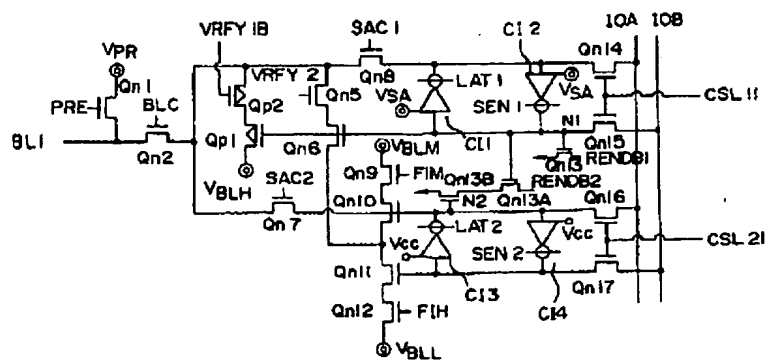 VRFY 1B
SAC 1
CI 2
IOA
IOB
VPR
Qn14
Qn1
VRFY 2
Qn5
Qn8
LAT 1
VSA
PRE
BLC
Qp2
VSA
SEN 1
CSL 11
BLI
Qn2
Qp1
Qn6
CI1
N1
Qn15
VBLM
Qn13
RENDB1
VBLH
Qn9
FIM
Qn13B
RENDB2
SAC2
Qn10
N2
Qn13A
Qn16
Qn7
LAT 2
Vcc
Vcc
SEN 2
CSL 21
Qn11
Qn17
Qn12
FIH
CI3
CI4
VBLL